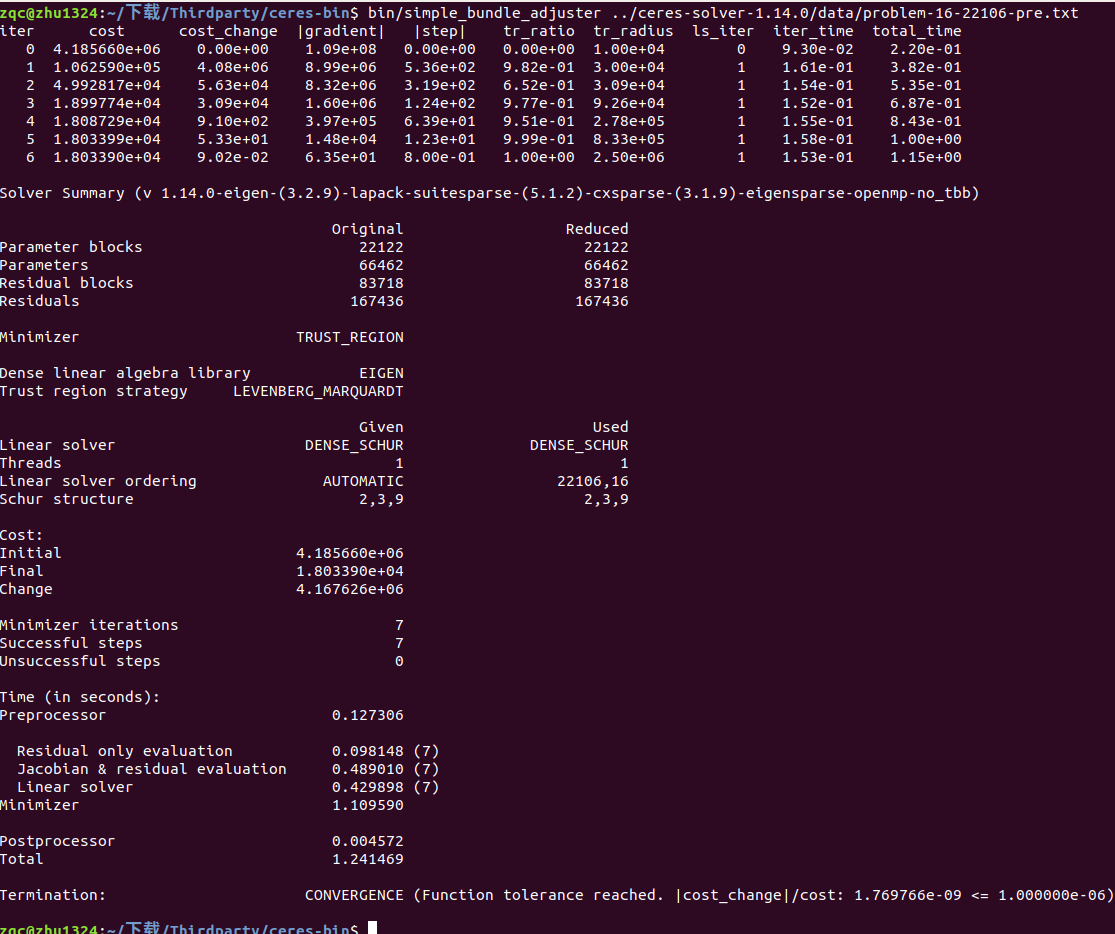 zqc@zhu1324:~/下载/Thirdparty/ceres-bin$ bin/simple_bundle_adjuster ../ceres-solver-1.14.0/data/problem-16-22106-pre.txt
iter      cost      cost_change  |gradient|   |step|    tr_ratio  tr_radius  ls_iter  iter_time  total_time
   0  4.185660e+06    0.00e+00    1.09e+08   0.00e+00   0.00e+00  1.00e+04        0    9.30e-02    2.20e-01
   1  1.062590e+05    4.08e+06    8.99e+06   5.36e+02   9.82e-01  3.00e+04        1    1.61e-01    3.82e-01
   2  4.992817e+04    5.63e+04    8.32e+06   3.19e+02   6.52e-01  3.09e+04        1    1.54e-01    5.35e-01
   3  1.899774e+04    3.09e+04    1.60e+06   1.24e+02   9.77e-01  9.26e+04        1    1.52e-01    6.87e-01
   4  1.808729e+04    9.10e+02    3.97e+05   6.39e+01   9.51e-01  2.78e+05        1    1.55e-01    8.43e-01
   5  1.803399e+04    5.33e+01    1.48e+04   1.23e+01   9.99e-01  8.33e+05        1    1.58e-01    1.00e+00
   6  1.803390e+04    9.02e-02    6.35e+01   8.00e-01   1.00e+00  2.50e+06        1    1.53e-01    1.15e+00
Solver Summary (v 1.14.0-eigen-(3.2.9)-lapack-suitesparse-(5.1.2)-cxsparse-(3.1.9)-eigensparse-openmp-no_tbb)
                                     Original                  Reduced
Parameter blocks                        22122                    22122
Parameters                              66462                    66462
Residual blocks                         83718                    83718
Residuals                              167436                   167436
Minimizer                        TRUST_REGION
Dense linear algebra library            EIGEN
Trust region strategy     LEVENBERG_MARQUARDT
                                        Given                     Used
Linear solver                     DENSE_SCHUR              DENSE_SCHUR
Threads                                     1                        1
Linear solver ordering              AUTOMATIC                 22106,16
Schur structure                         2,3,9                    2,3,9
Cost:
Initial                          4.185660e+06
Final                            1.803390e+04
Change                           4.167626e+06
Minimizer iterations                        7
Successful steps                            7
Unsuccessful steps                          0
Time (in seconds):
Preprocessor                         0.127306
  Residual only evaluation           0.098148 (7)
  Jacobian & residual evaluation     0.489010 (7)
  Linear solver                      0.429898 (7)
Minimizer                            1.109590
Postprocessor                        0.004572
Total                                1.241469
Termination:                      CONVERGENCE (Function tolerance reached. |cost_change|/cost: 1.769766e-09 <= 1.000000e-06)
zqc@zhu1324:~/下载/Thirdparty/ceres-bin$